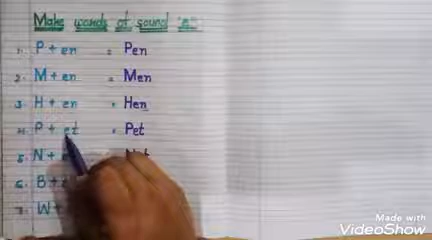 Make words of sound "e"
1. P + en = Pen
2. M + en = Men
3. H + en = Hen
4. P + et = Pet
5. N +
6. B +
7. W +
Made with
VideoShow